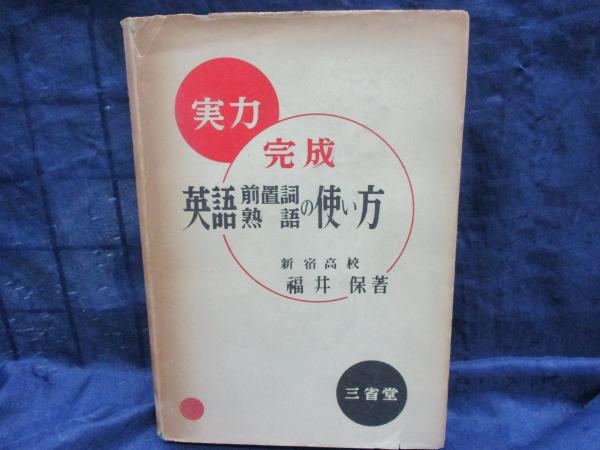 実力
完成
英語前置詞熟語の使い方
新宿高校
福井保著
三省堂